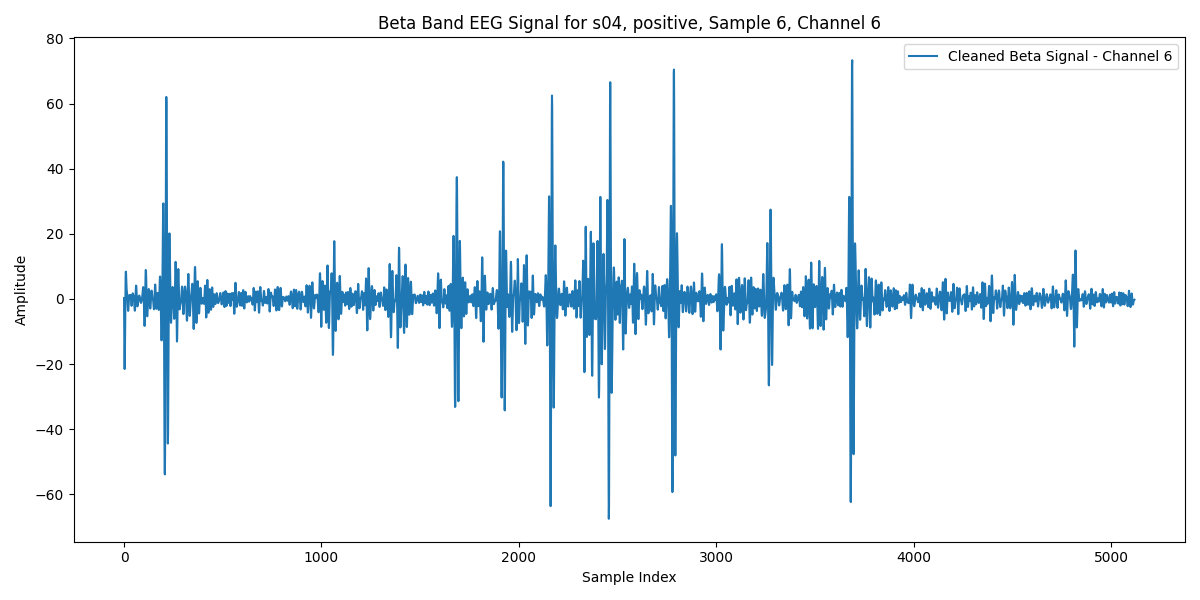 Beta Band EEG Signal for s04, positive, Sample 6, Channel 6
Cleaned Beta Signal - Channel 6
80
60
40
20
0
−20
−40
−60
Amplitude
0 1000 2000 3000 4000 5000
Sample Index